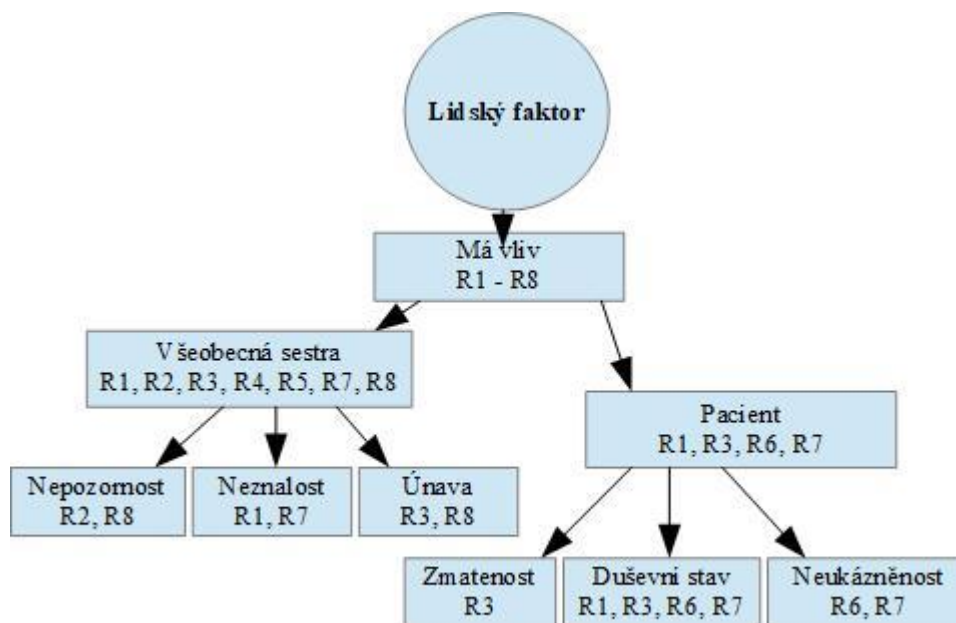 Lidský faktor
Má vliv
R1 - R8
Všeobecná sestra
R1, R2, R3, R4, R5, R7, R8
Pacient
R1, R3, R6, R7
Nepozornost
R2, R8
Neznalost
R1, R7
Únava
R3, R8
Zmatenost
R3
Duševní stav
R1, R3, R6, R7
Neukázněnost
R6, R7